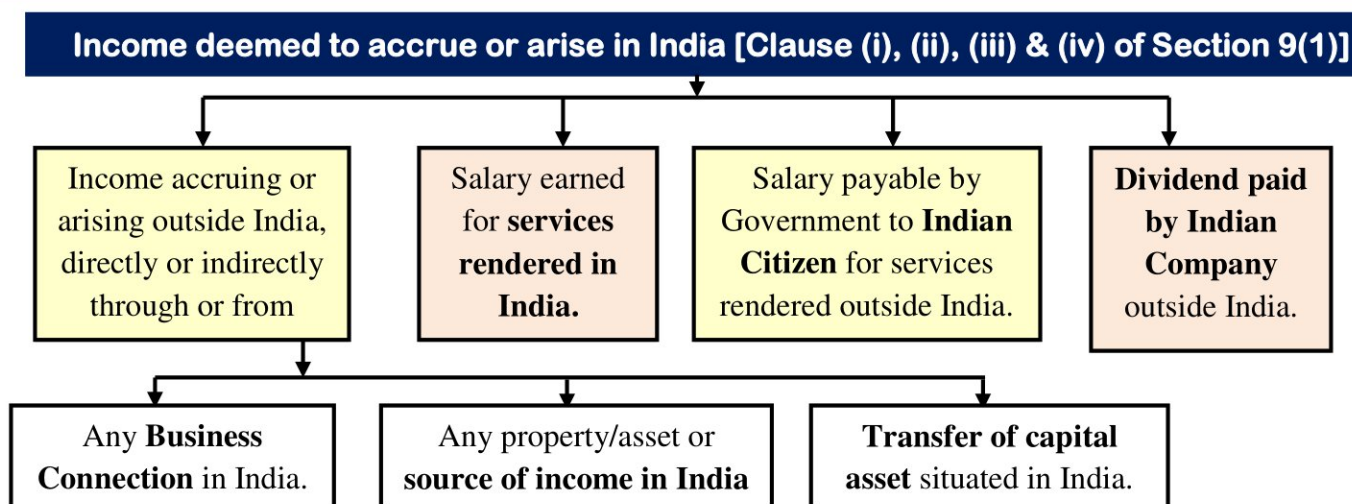 Income deemed to accrue or arise in India [Clause (i), (ii), (iii) & (iv) of Section 9(1)]
Income accruing or
arising outside India,
directly or indirectly
through or from
Salary earned
for services
rendered in
India.
Salary payable by
Government to Indian
Citizen for services
rendered outside India.
Dividend paid
by Indian
Company
outside India.
Any Business
Connection in India.
Any property/asset or
source of income in India
Transfer of capital
asset situated in India.